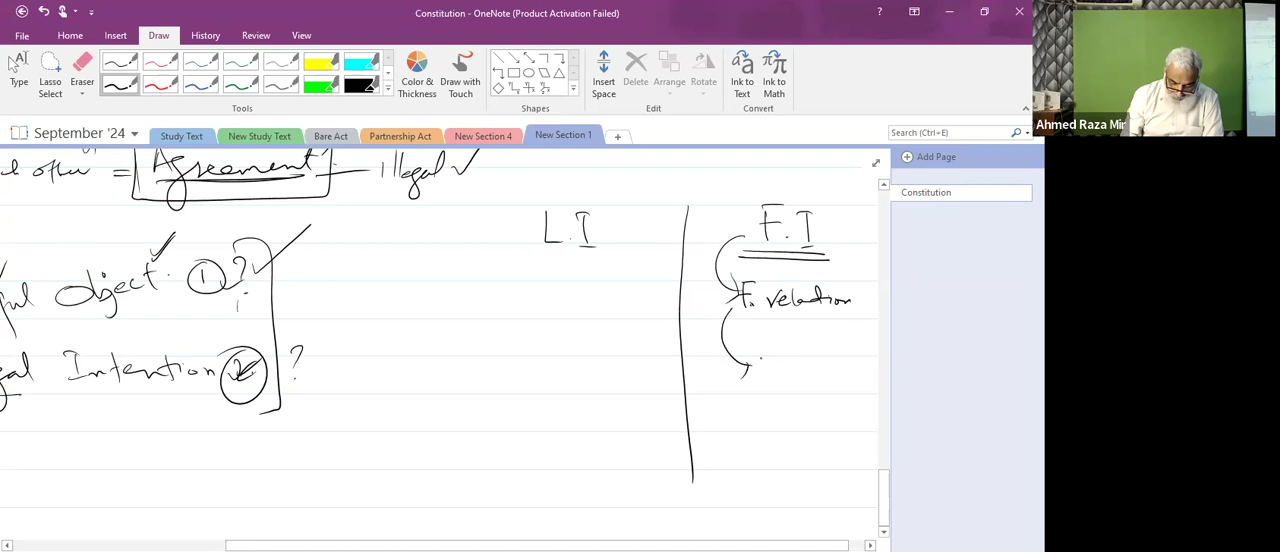 Constitution - OneNote (Product Activation Failed)
File Home Insert Draw History Review View
Type Lasso Select Eraser Color & Thickness Draw with Touch Insert Space Delete Arrange Rotate Ink to Text Ink to Math
Tools Shapes Edit Convert
September '24 Study Text New Study Text Bare Act Partnership Act New Section 4 New Section 1 Search (Ctrl+E)
Add Page
Constitution
Ahmed Raza Mir
= Agreement - illegal ✓
L.I F.I
Object ① ?
F. relation
Intention ② ?